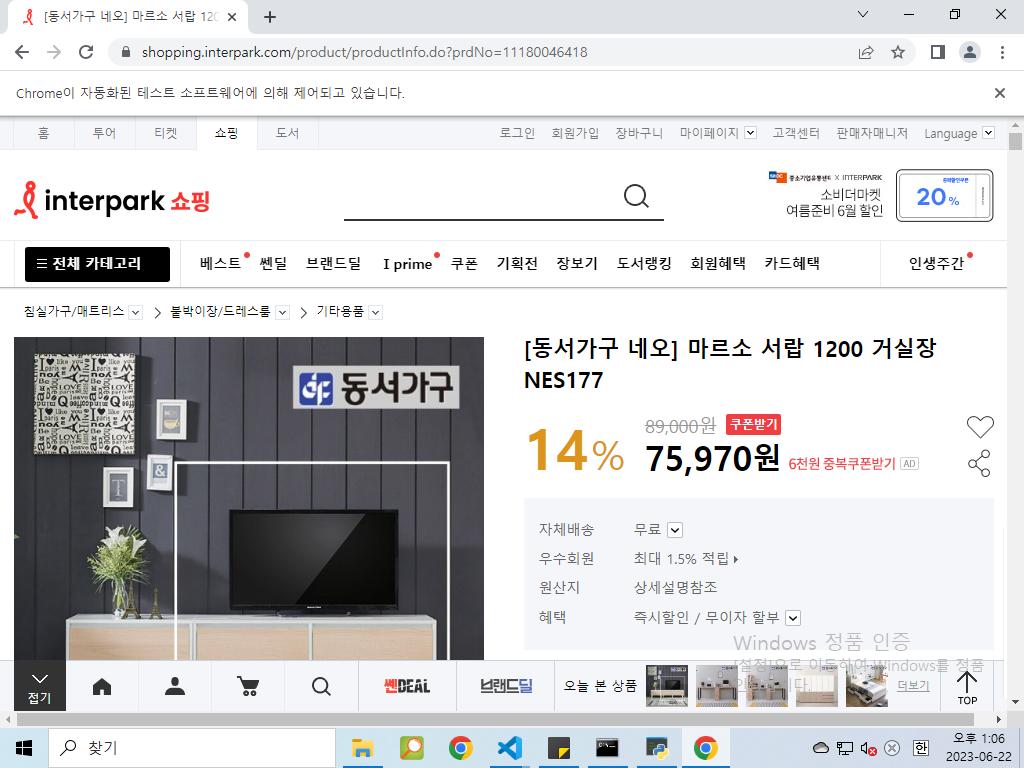 [동서가구 네오] 마르소 서랍 120
shopping.interpark.com/product/productInfo.do?prdNo=11180046418
Chrome이 자동화된 테스트 소프트웨어에 의해 제어되고 있습니다.
홈 투어 티켓 쇼핑 도서 로그인 회원가입 장바구니 마이페이지 고객센터 판매자매니저 Language
interpark 쇼핑
중소기업유통센터 X INTERPARK
소비더마켓
여름준비 6월 할인
20%
전체 카테고리 베스트 쎈딜 브랜드딜 I prime 쿠폰 기획전 장보기 도서랭킹 회원혜택 카드혜택 인생주간
침실가구/매트리스 붙박이장/드레스룸 기타용품
동서가구
[동서가구 네오] 마르소 서랍 1200 거실장
NES177
14% 89,000원 쿠폰받기
75,970원 6천원 중복쿠폰받기 AD
자체배송 무료
우수회원 최대 1.5% 적립
원산지 상세설명참조
혜택 즉시할인 / 무이자 할부
Windows 정품 인증
[설정]으로 이동하여 Windows를 정품
접기 쎈DEAL 브랜드딜 오늘 본 상품 더보기 TOP
찾기
오후 1:06
2023-06-22